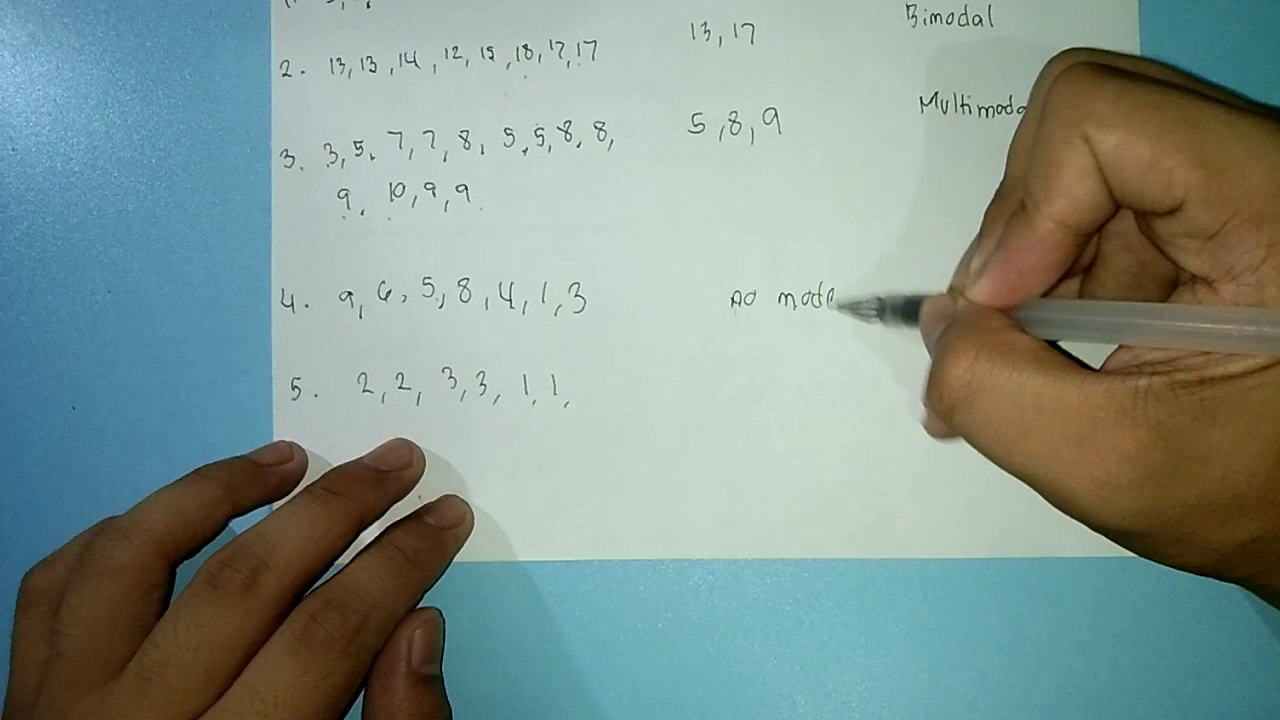 Bimodal
2. 13, 13, 14, 12, 15, 18, 17, 17 13, 17
3. 3, 5, 7, 7, 8, 5, 5, 8, 8, 5, 8, 9 Multimoda
9, 10, 9, 9
4. 9, 6, 5, 8, 4, 1, 3 no mode
5. 2, 2, 3, 3, 1, 1,